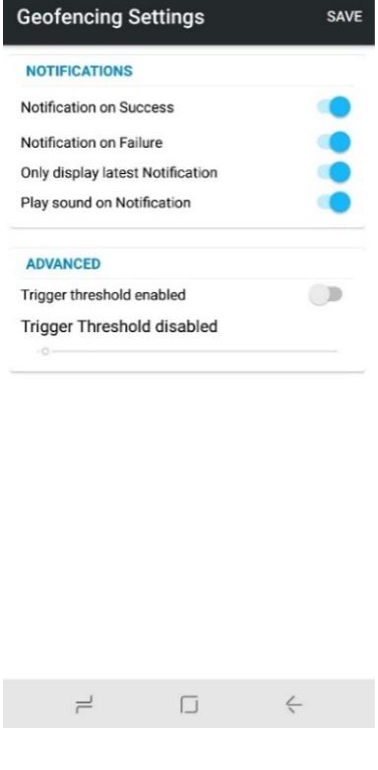 Geofencing Settings SAVE
NOTIFICATIONS
Notification on Success
Notification on Failure
Only display latest Notification
Play sound on Notification
ADVANCED
Trigger threshold enabled
Trigger Threshold disabled